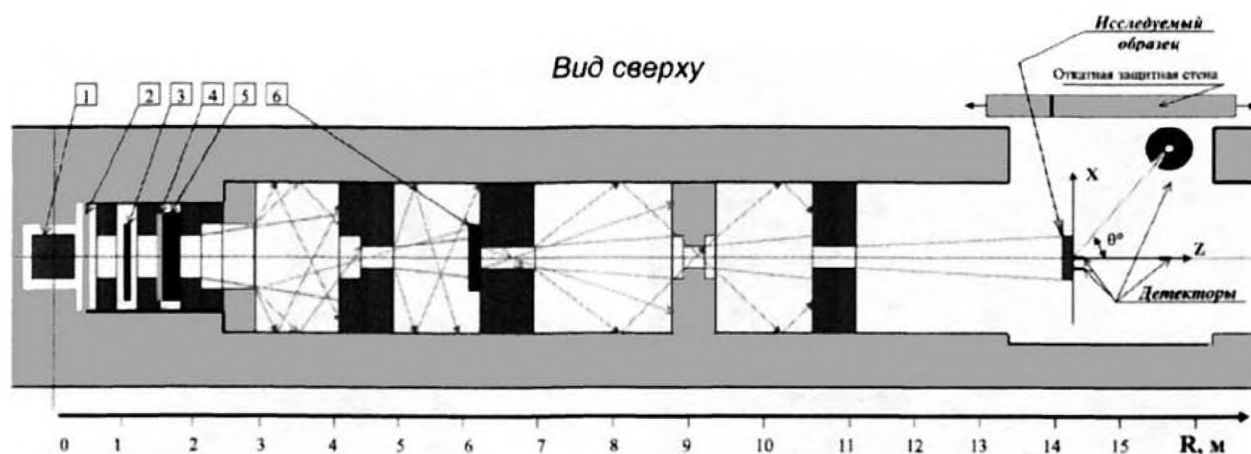 Исследуемый
образец
Вид сверху
Откатная защитная стена
1 2 3 4 5 6
X
θ°
Z
Детекторы
0 1 2 3 4 5 6 7 8 9 10 11 12 13 14 15 R, м